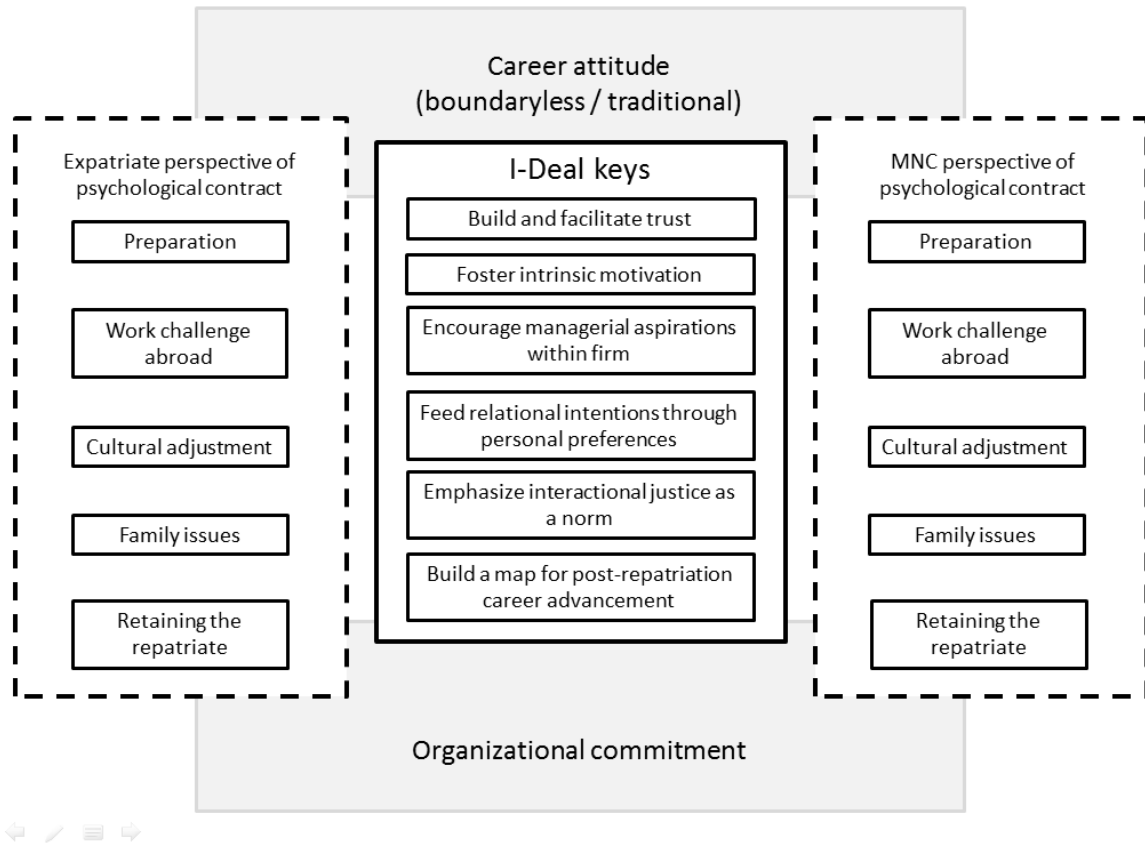 Career attitude
(boundaryless / traditional)
Expatriate perspective of
psychological contract
Preparation
Work challenge
abroad
Cultural adjustment
Family issues
Retaining the
repatriate
I-Deal keys
Build and facilitate trust
Foster intrinsic motivation
Encourage managerial aspirations
within firm
Feed relational intentions through
personal preferences
Emphasize interactional justice as
a norm
Build a map for post-repatriation
career advancement
MNC perspective of
psychological contract
Preparation
Work challenge
abroad
Cultural adjustment
Family issues
Retaining the
repatriate
Organizational commitment